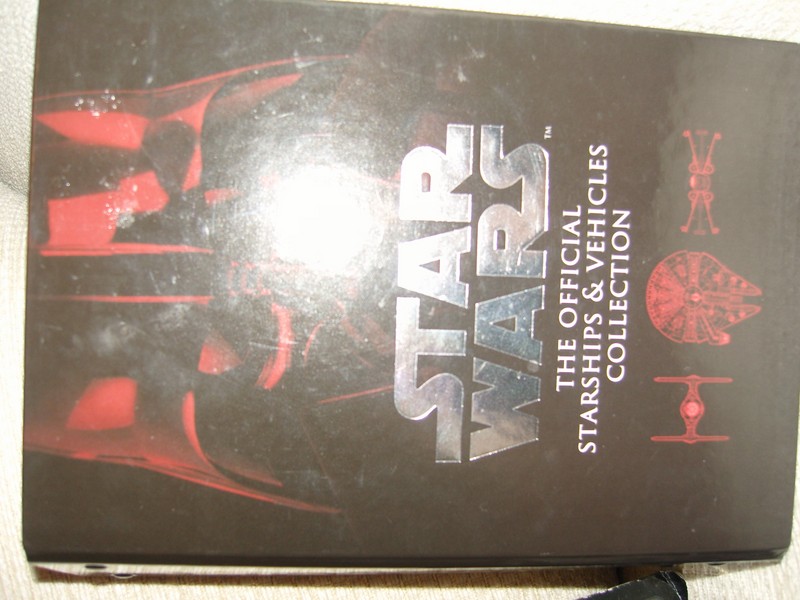 STAR
WARS™
THE OFFICIAL
STARSHIPS & VEHICLES
COLLECTION